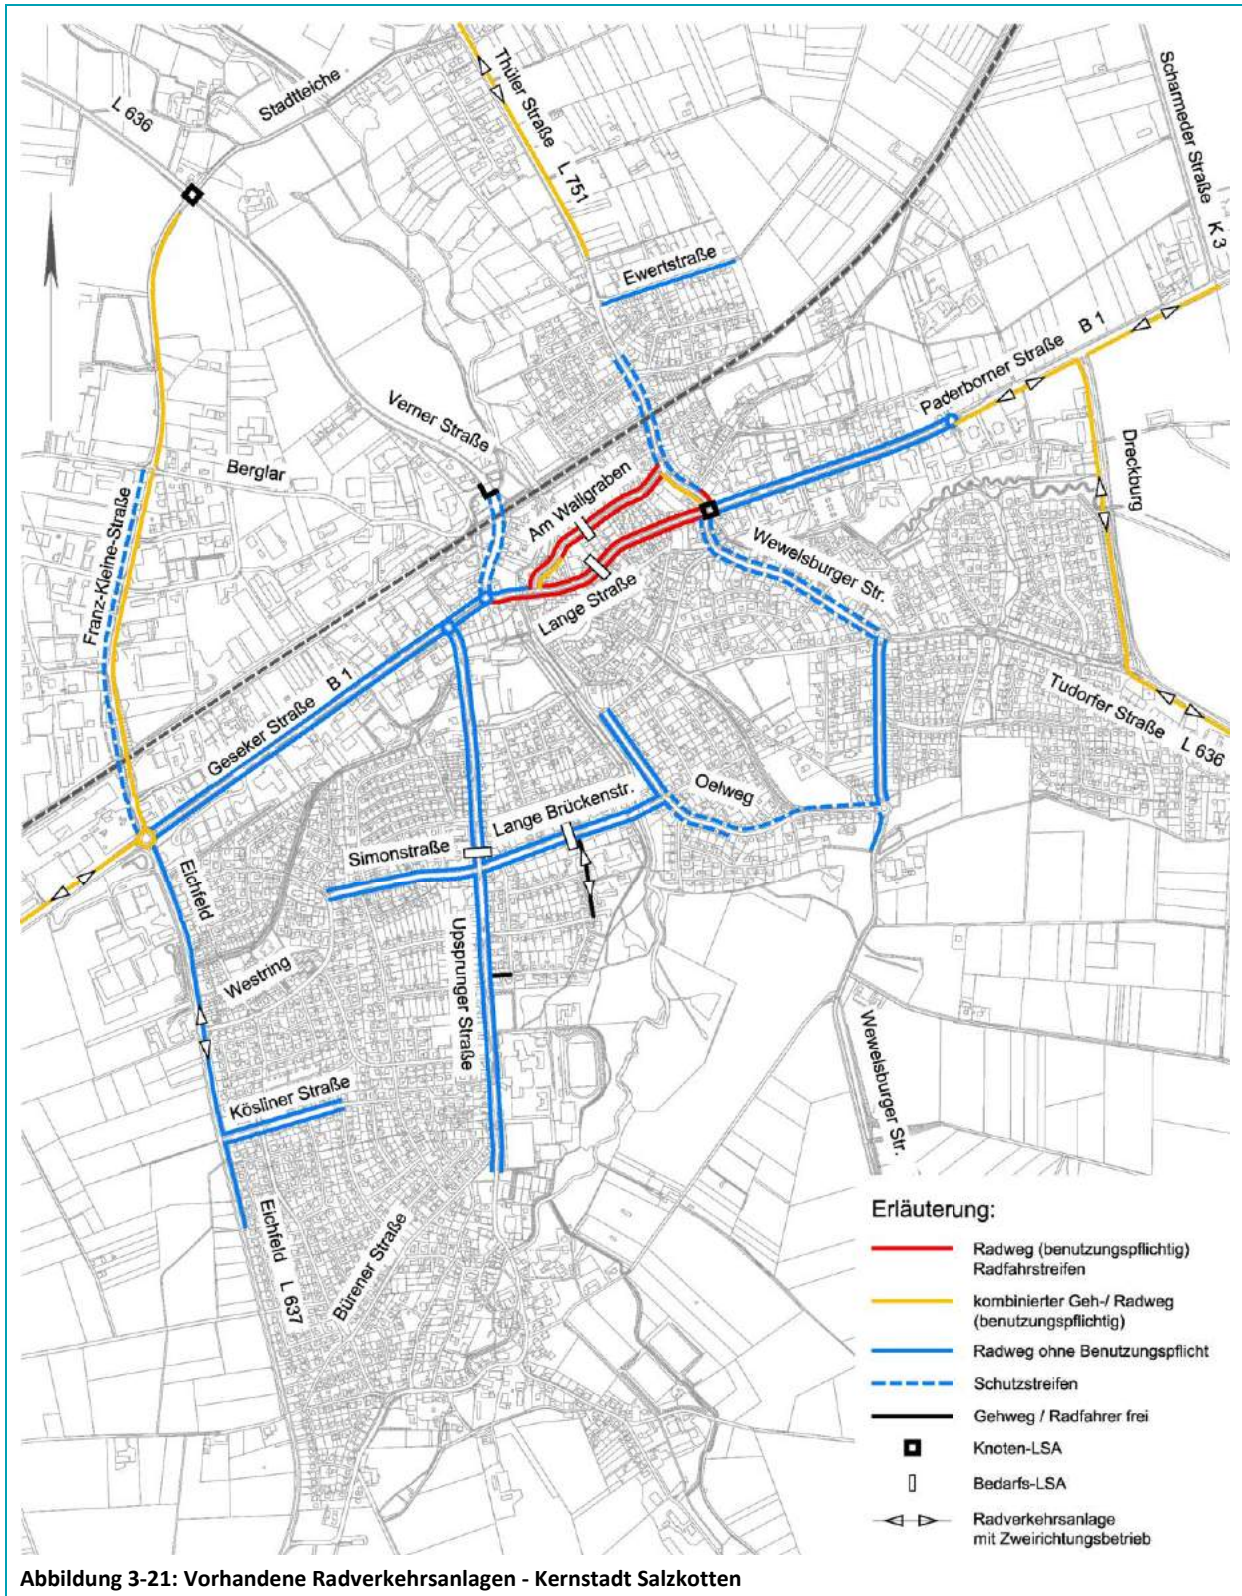 Thüler Straße
L 751
Scharmeder Straße
K 3
Stadtteiche
L 636
Ewertstraße
Paderborner Straße B 1
Verner Straße
Berglar
Am Wallgraben
Dreckburg
Franz-Kleine-Straße
Wewelsburger Str.
Lange Straße
Geseker Straße B 1
Tudorfer Straße
L 636
Oelweg
Lange Brückenstr.
Simonstraße
Eichfeld
Westring
Upsprunger Straße
Kösliner Straße
Wewelsburger Str.
Eichfeld L 637
Bürener Straße
Erläuterung:
Radweg (benutzungspflichtig)
Radfahrstreifen
kombinierter Geh-/ Radweg
(benutzungspflichtig)
Radweg ohne Benutzungspflicht
Schutzstreifen
Gehweg / Radfahrer frei
Knoten-LSA
Bedarfs-LSA
Radverkehrsanlage
mit Zweirichtungsbetrieb
Abbildung 3-21: Vorhandene Radverkehrsanlagen - Kernstadt Salzkotten